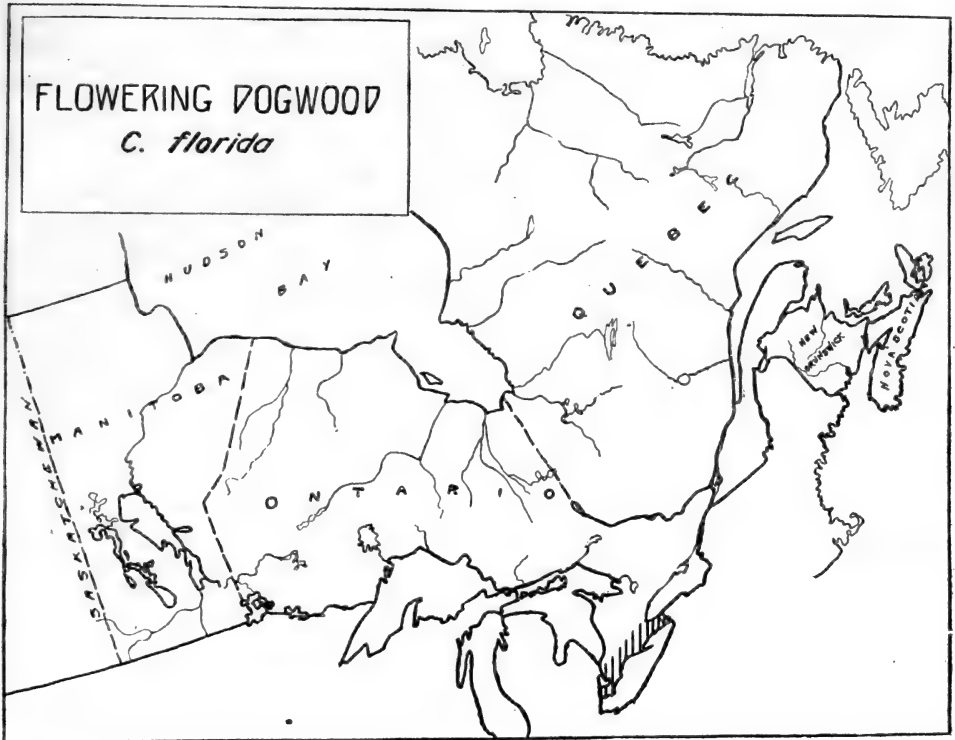 FLOWERING DOGWOOD
C. florida
HUDSON
BAY
QUEBEC
NEW
BRUNSWICK
NOVA SCOTIA
MANITOBA
SASKATCHEWAN
ONTARIO